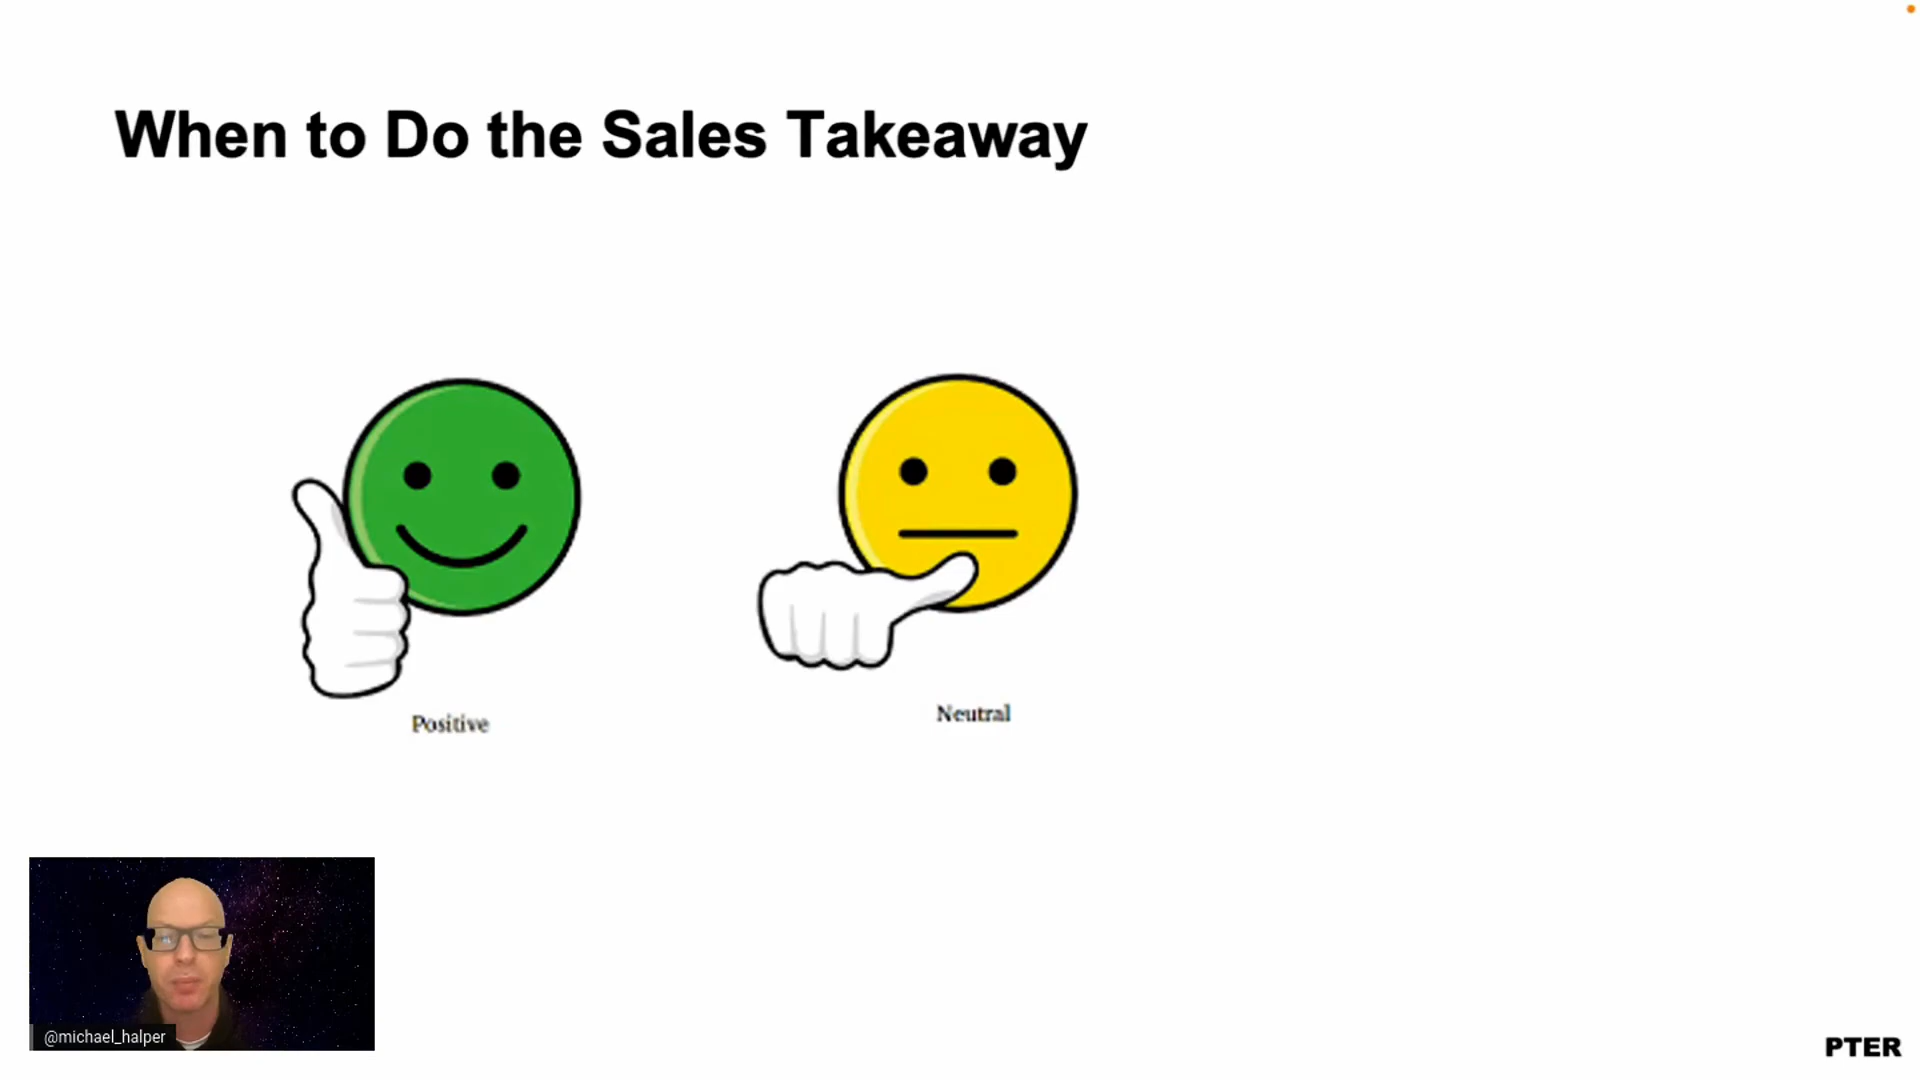 When to Do the Sales Takeaway
Positive
Neutral
@michael_halper
PTER